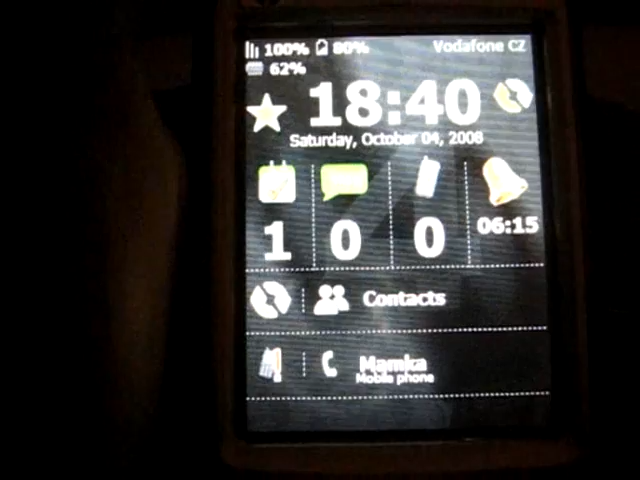 100% 80% Vodafone CZ
62%
18:40
Saturday, October 04, 2008
1 0 0 06:15
Contacts
Mamka
Mobile phone